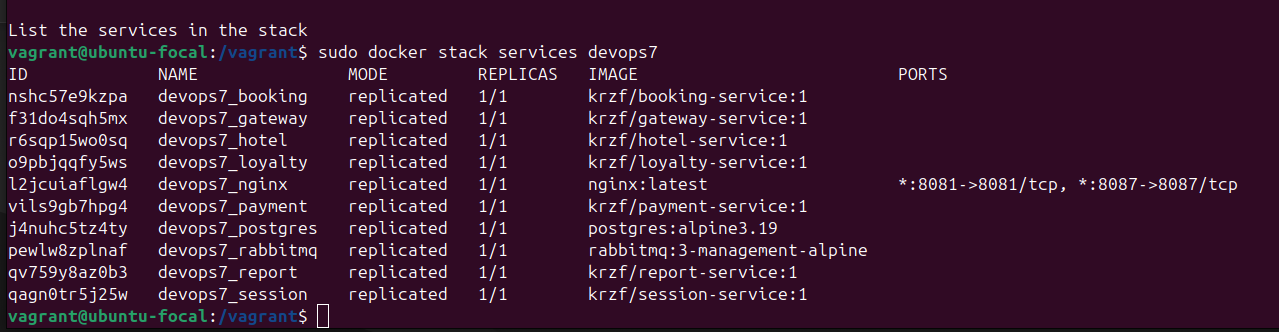 List the services in the stack
vagrant@ubuntu-focal:/vagrant$ sudo docker stack services devops7
ID NAME MODE REPLICAS IMAGE PORTS
nshc57e9kzpa devops7_booking replicated 1/1 krzf/booking-service:1
f31do4sqh5mx devops7_gateway replicated 1/1 krzf/gateway-service:1
r6sqp15wo0sq devops7_hotel replicated 1/1 krzf/hotel-service:1
o9pbjqqfy5ws devops7_loyalty replicated 1/1 krzf/loyalty-service:1
l2jcuiaflgw4 devops7_nginx replicated 1/1 nginx:latest *:8081->8081/tcp, *:8087->8087/tcp
vils9gb7hpg4 devops7_payment replicated 1/1 krzf/payment-service:1
j4nuhc5tz4ty devops7_postgres replicated 1/1 postgres:alpine3.19
pewlw8zplnaf devops7_rabbitmq replicated 1/1 rabbitmq:3-management-alpine
qv759y8az0b3 devops7_report replicated 1/1 krzf/report-service:1
qagn0tr5j25w devops7_session replicated 1/1 krzf/session-service:1
vagrant@ubuntu-focal:/vagrant$